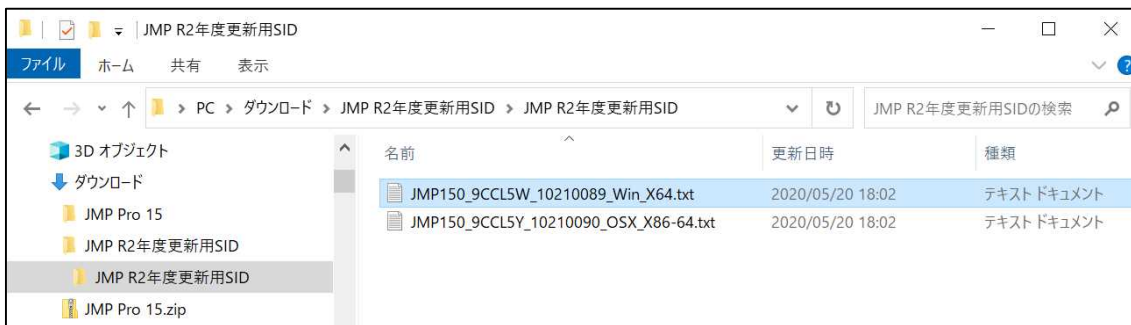 JMP R2年度更新用SID
ファイル ホーム 共有 表示
PC > ダウンロード > JMP R2年度更新用SID > JMP R2年度更新用SID
JMP R2年度更新用SIDの検索
3D オブジェクト
ダウンロード
JMP Pro 15
JMP R2年度更新用SID
JMP R2年度更新用SID
JMP Pro 15.zip
名前 更新日時 種類
JMP150_9CCL5W_10210089_Win_X64.txt 2020/05/20 18:02 テキスト ドキュメント
JMP150_9CCL5Y_10210090_OSX_X86-64.txt 2020/05/20 18:02 テキスト ドキュメント